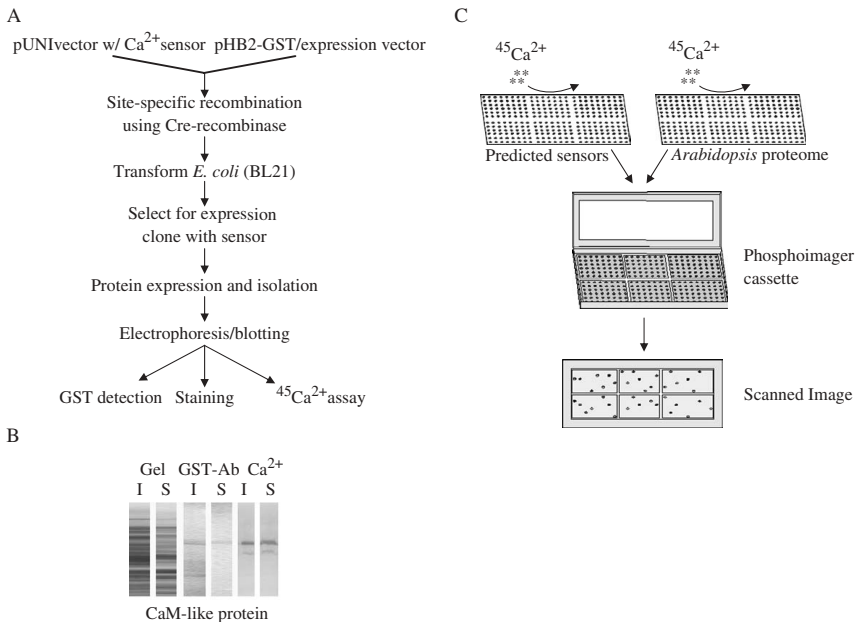 A
pUNIvector w/ Ca²⁺sensor pHB2-GST/expression vector
Site-specific recombination
using Cre-recombinase
Transform E. coli (BL21)
Select for expression
clone with sensor
Protein expression and isolation
Electrophoresis/blotting
GST detection Staining ⁴⁵Ca²⁺assay
B
Gel GST-Ab Ca²⁺
I S I S I S
CaM-like protein
C
⁴⁵Ca²⁺ ⁴⁵Ca²⁺
** **
** **
Predicted sensors Arabidopsis proteome
Phosphoimager
cassette
Scanned Image